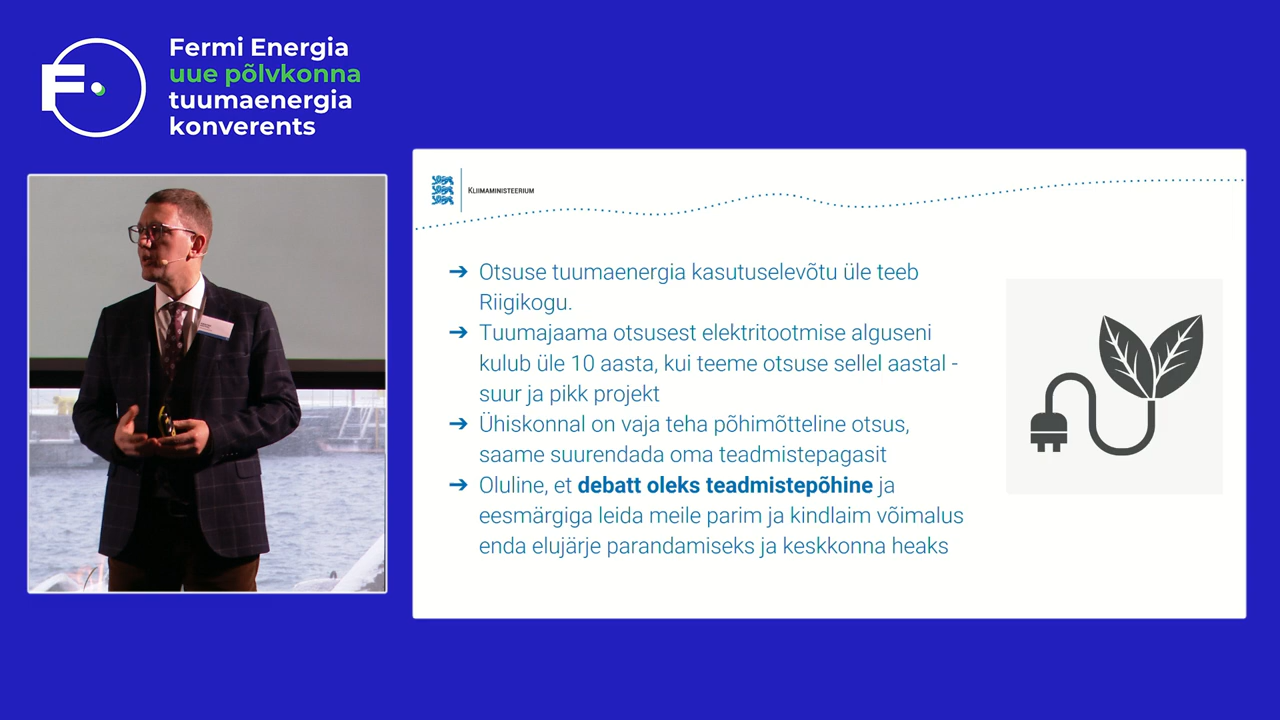 Fermi Energia
uue põlvkonna
tuumaenergia
konverents
KLIIMAMINISTEERIUM
➔ Otsuse tuumaenergia kasutuselevõtu üle teeb
Riigikogu.
➔ Tuumajaama otsusest elektritootmise alguseni
kulub üle 10 aasta, kui teeme otsuse sellel aastal -
suur ja pikk projekt
➔ Ühiskonnal on vaja teha põhimõtteline otsus,
saame suurendada oma teadmistepagasit
➔ Oluline, et debatt oleks teadmistepõhine ja
eesmärgiga leida meile parim ja kindlaim võimalus
enda elujärje parandamiseks ja keskkonna heaks